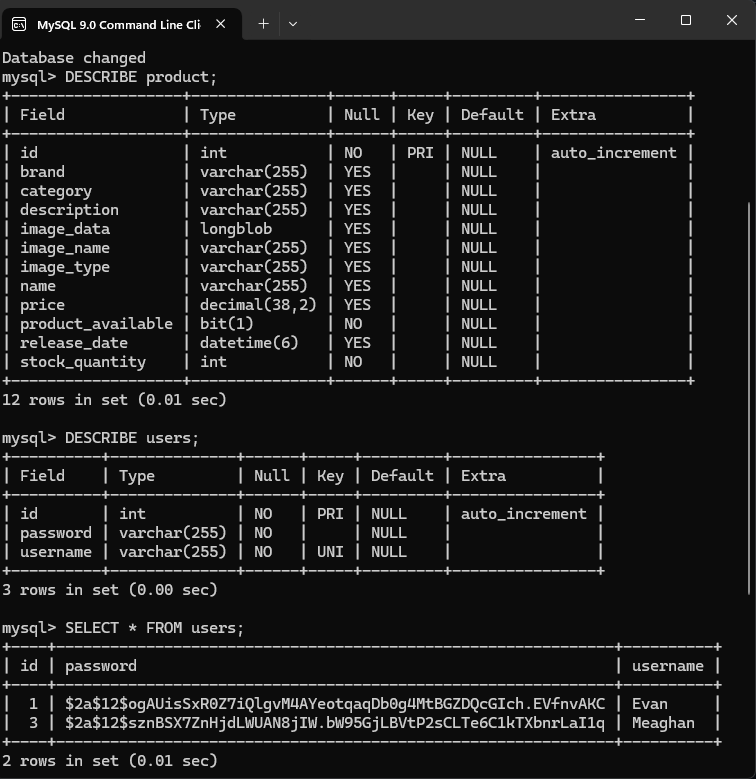 MySQL 9.0 Command Line Cli
Database changed
mysql> DESCRIBE product;
+-------------------+---------------+------+-----+---------+----------------+
| Field             | Type          | Null | Key | Default | Extra          |
+-------------------+---------------+------+-----+---------+----------------+
| id                | int           | NO   | PRI | NULL    | auto_increment |
| brand             | varchar(255)  | YES  |     | NULL    |                |
| category          | varchar(255)  | YES  |     | NULL    |                |
| description       | varchar(255)  | YES  |     | NULL    |                |
| image_data        | longblob      | YES  |     | NULL    |                |
| image_name        | varchar(255)  | YES  |     | NULL    |                |
| image_type        | varchar(255)  | YES  |     | NULL    |                |
| name              | varchar(255)  | YES  |     | NULL    |                |
| price             | decimal(38,2) | YES  |     | NULL    |                |
| product_available | bit(1)        | NO   |     | NULL    |                |
| release_date      | datetime(6)   | YES  |     | NULL    |                |
| stock_quantity    | int           | NO   |     | NULL    |                |
+-------------------+---------------+------+-----+---------+----------------+
12 rows in set (0.01 sec)
mysql> DESCRIBE users;
+----------+--------------+------+-----+---------+----------------+
| Field    | Type         | Null | Key | Default | Extra          |
+----------+--------------+------+-----+---------+----------------+
| id       | int          | NO   | PRI | NULL    | auto_increment |
| password | varchar(255) | NO   |     | NULL    |                |
| username | varchar(255) | NO   | UNI | NULL    |                |
+----------+--------------+------+-----+---------+----------------+
3 rows in set (0.00 sec)
mysql> SELECT * FROM users;
+----+--------------------------------------------------------------+----------+
| id | password                                                     | username |
+----+--------------------------------------------------------------+----------+
|  1 | $2a$12$ogAUisSxR0Z7iQlgvM4AYeotqaqDb0g4MtBGZDQcGIch.EVfnvAKC | Evan     |
|  3 | $2a$12$sznBSX7ZnHjdLWUAN8jIW.bW95GjLBVtP2sCLTe6C1kTXbnrLaI1q | Meaghan  |
+----+--------------------------------------------------------------+----------+
2 rows in set (0.01 sec)